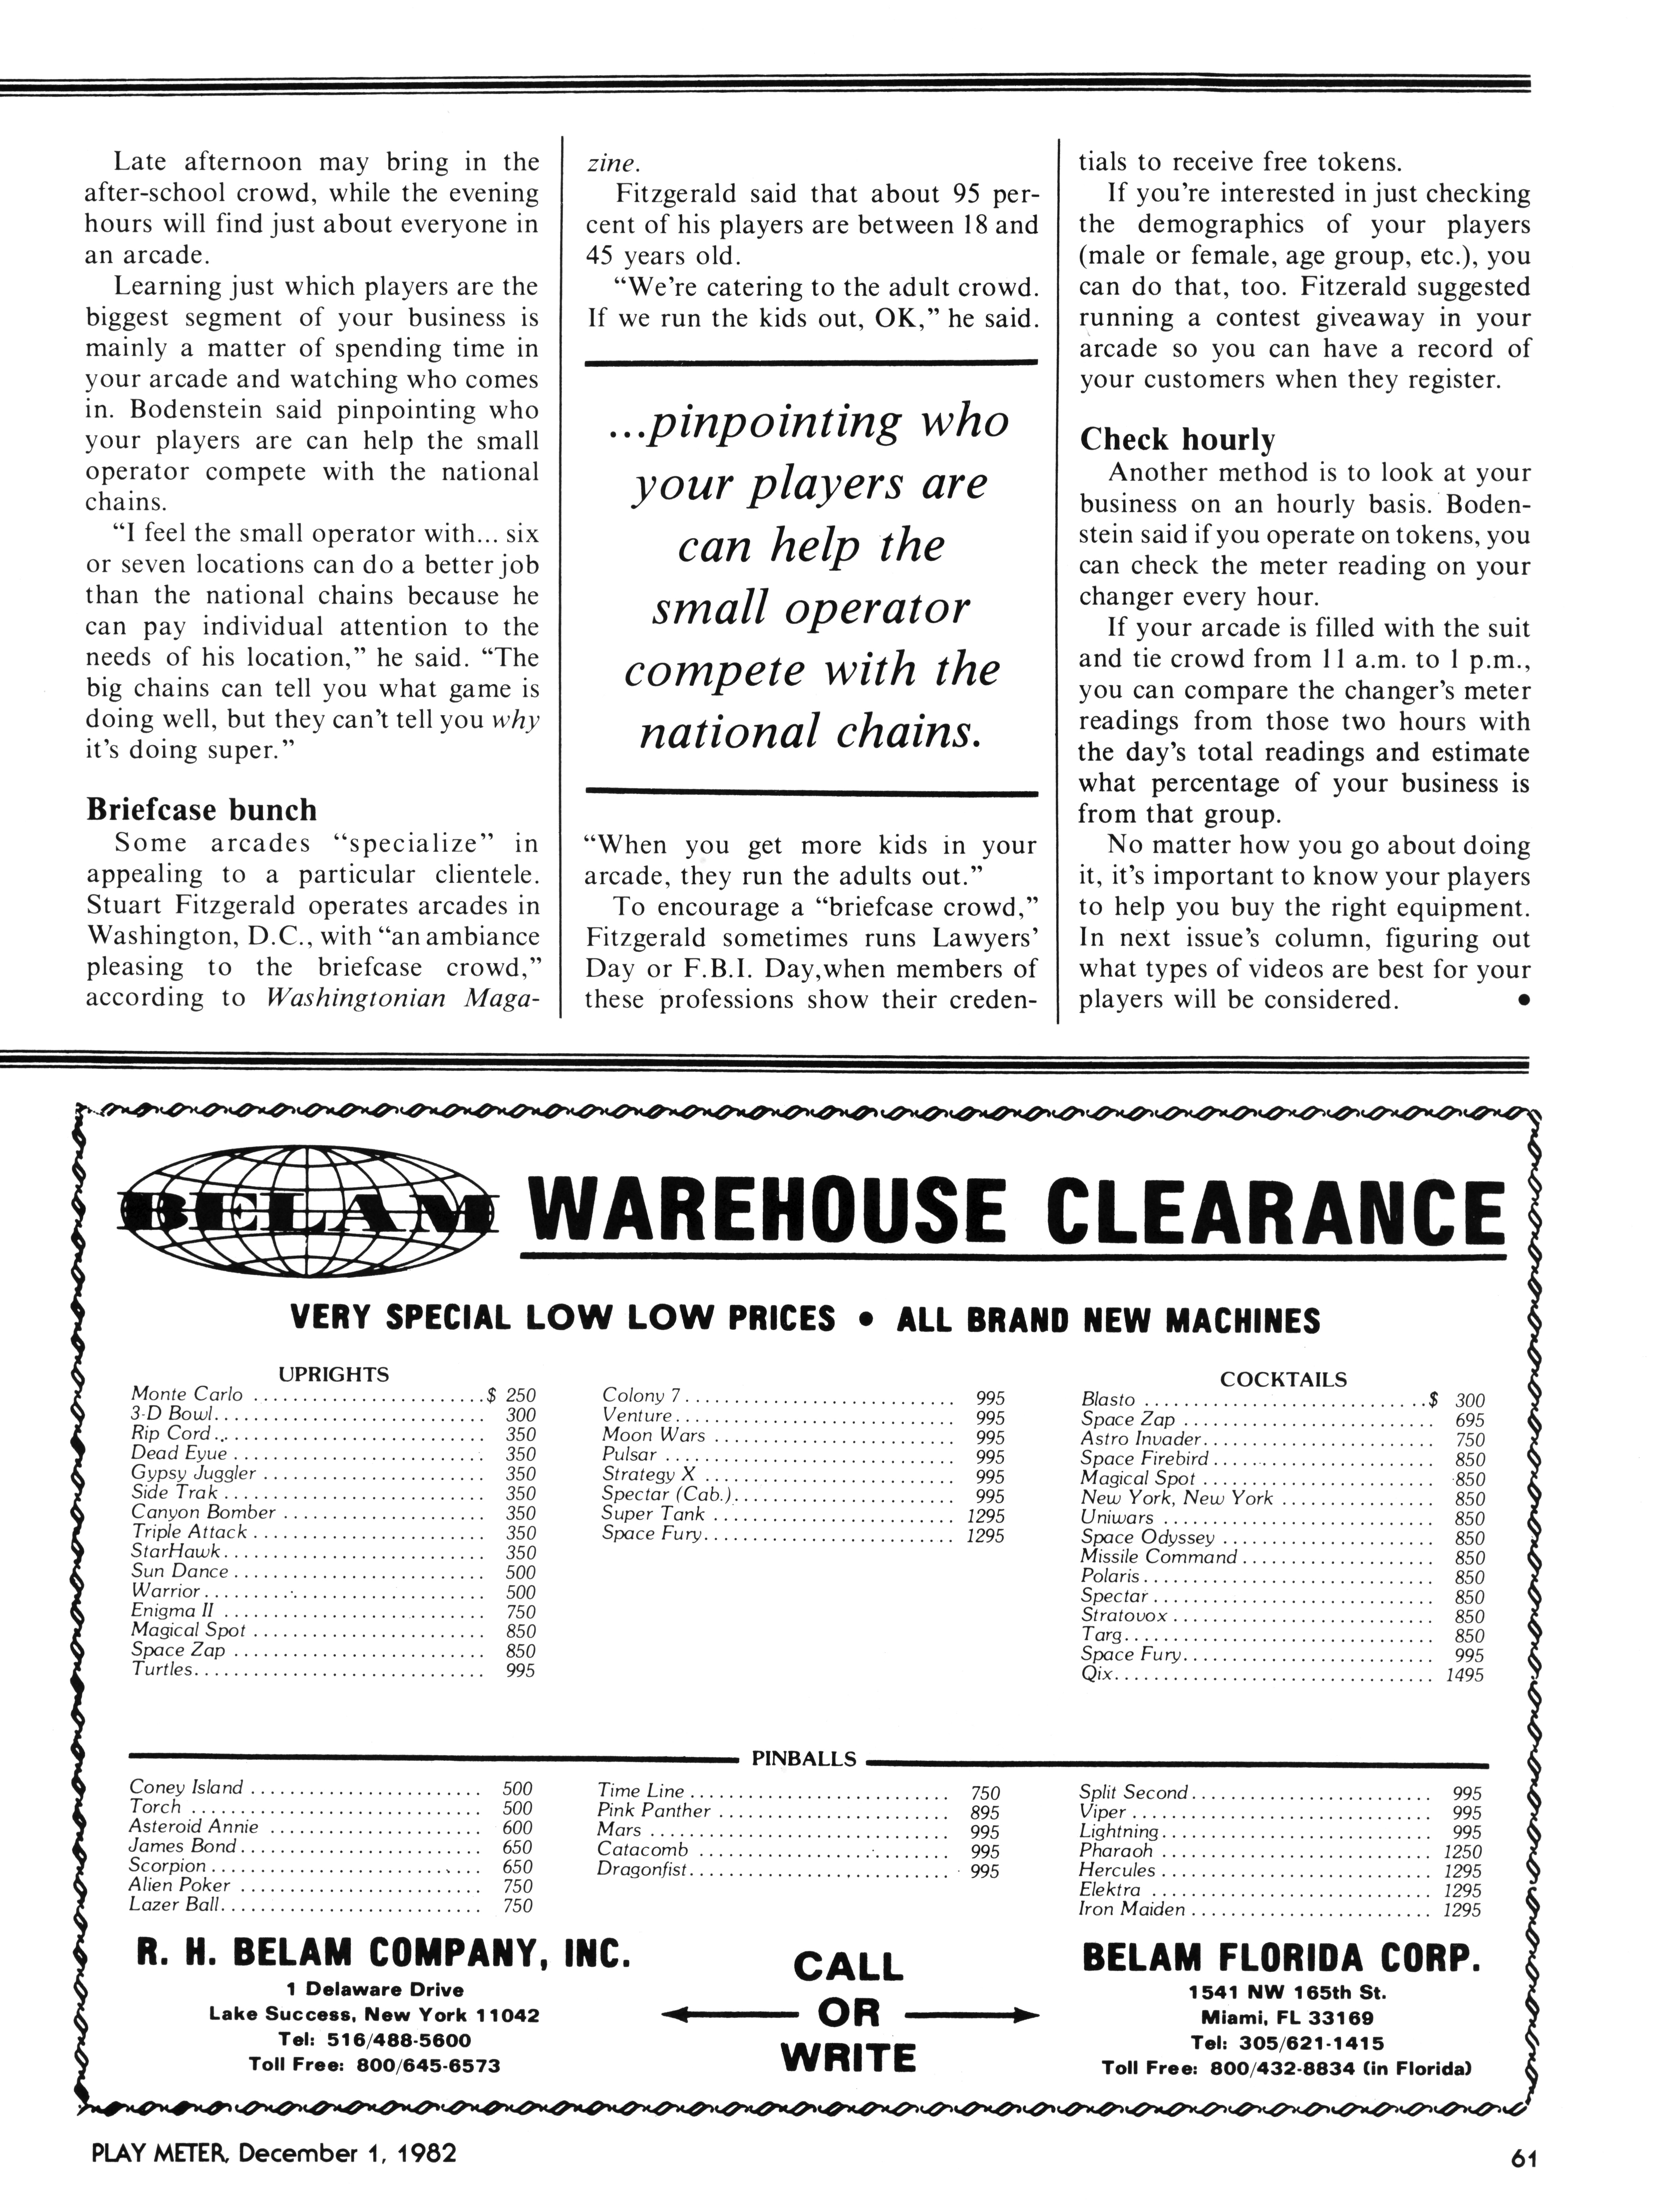 Late afternoon may bring in the
after-school crowd, while the evening
hours will find just about everyone in
an arcade.
Learning just which players are the
biggest segment of your business is
mainly a matter of spending time in
your arcade and watching who comes
in. Bodenstein said pinpointing who
your players are can help the small
operator compete with the national
chains.
“I feel the small operator with... six
or seven locations can do a better job
than the national chains because he
can pay individual attention to the
needs of his location,” he said. “The
big chains can tell you what game is
doing well, but they can't tell you why
it's doing super.”
Briefcase bunch
Some arcades “specialize” in
appealing to a particular clientele.
Stuart Fitzgerald operates arcades in
Washington, D.C., with “an ambiance
pleasing to the briefcase crowd,”
according to Washingtonian Maga-
zine.
Fitzgerald said that about 95 per-
cent of his players are between 18 and
45 years old.
“We're catering to the adult crowd.
If we run the kids out, OK,” he said.
...pinpointing who
your players are
can help the
small operator
compete with the
national chains.
“When you get more kids in your
arcade, they run the adults out.”
To encourage a “briefcase crowd,”
Fitzgerald sometimes runs Lawyers'
Day or F.B.I. Day,when members of
these professions show their creden-
tials to receive free tokens.
If you're interested in just checking
the demographics of your players
(male or female, age group, etc.), you
can do that, too. Fitzerald suggested
running a contest giveaway in your
arcade so you can have a record of
your customers when they register.
Check hourly
Another method is to look at your
business on an hourly basis. Boden-
stein said if you operate on tokens, you
can check the meter reading on your
changer every hour.
If your arcade is filled with the suit
and tie crowd from 11 a.m. to 1 p.m.,
you can compare the changer's meter
readings from those two hours with
the day's total readings and estimate
what percentage of your business is
from that group.
No matter how you go about doing
it, it's important to know your players
to help you buy the right equipment.
In next issue's column, figuring out
what types of videos are best for your
players will be considered. •
BELAM WAREHOUSE CLEARANCE
VERY SPECIAL LOW LOW PRICES • ALL BRAND NEW MACHINES
UPRIGHTS
Monte Carlo ........................ $ 250
3-D Bowl........................... 300
Rip Cord........................... 350
Dead Eyue.......................... 350
Gypsy Juggler ...................... 350
Side Trak........................... 350
Canyon Bomber ..................... 350
Triple Attack........................ 350
StarHawk........................... 350
Sun Dance.......................... 500
Warrior............................. 500
Enigma II .......................... 750
Magical Spot ....................... 850
Space Zap ......................... 850
Turtles.............................. 995
Colony 7........................... 995
Venture............................ 995
Moon Wars ........................ 995
Pulsar ............................. 995
Strategy X ......................... 995
Spectar (Cab.)...................... 995
Super Tank ........................ 1295
Space Fury......................... 1295
COCKTAILS
Blasto ............................ $ 300
Space Zap ......................... 695
Astro Invader....................... 750
Space Firebird...................... 850
Magical Spot ....................... 850
New York, New York ............... 850
Uniwars ........................... 850
Space Odyssey ..................... 850
Missile Command................... 850
Polaris............................. 850
Spectar............................ 850
Stratovox.......................... 850
Targ............................... 850
Space Fury......................... 995
Qix................................ 1495
PINBALLS
Coney Island ....................... 500
Torch ............................. 500
Asteroid Annie ..................... 600
James Bond........................ 650
Scorpion........................... 650
Alien Poker ........................ 750
Lazer Ball.......................... 750
Time Line.......................... 750
Pink Panther ....................... 895
Mars .............................. 995
Catacomb ......................... 995
Dragonfist.......................... 995
Split Second........................ 995
Viper.............................. 995
Lightning........................... 995
Pharaoh ........................... 1250
Hercules........................... 1295
Elektra ............................ 1295
Iron Maiden........................ 1295
R. H. BELAM COMPANY, INC.
1 Delaware Drive
Lake Success, New York 11042
Tel: 516/488-5600
Toll Free: 800/645-6573
CALL
OR
WRITE
BELAM FLORIDA CORP.
1541 NW 165th St.
Miami, FL 33169
Tel: 305/621-1415
Toll Free: 800/432-8834 (in Florida)
PLAY METER, December 1, 1982
61